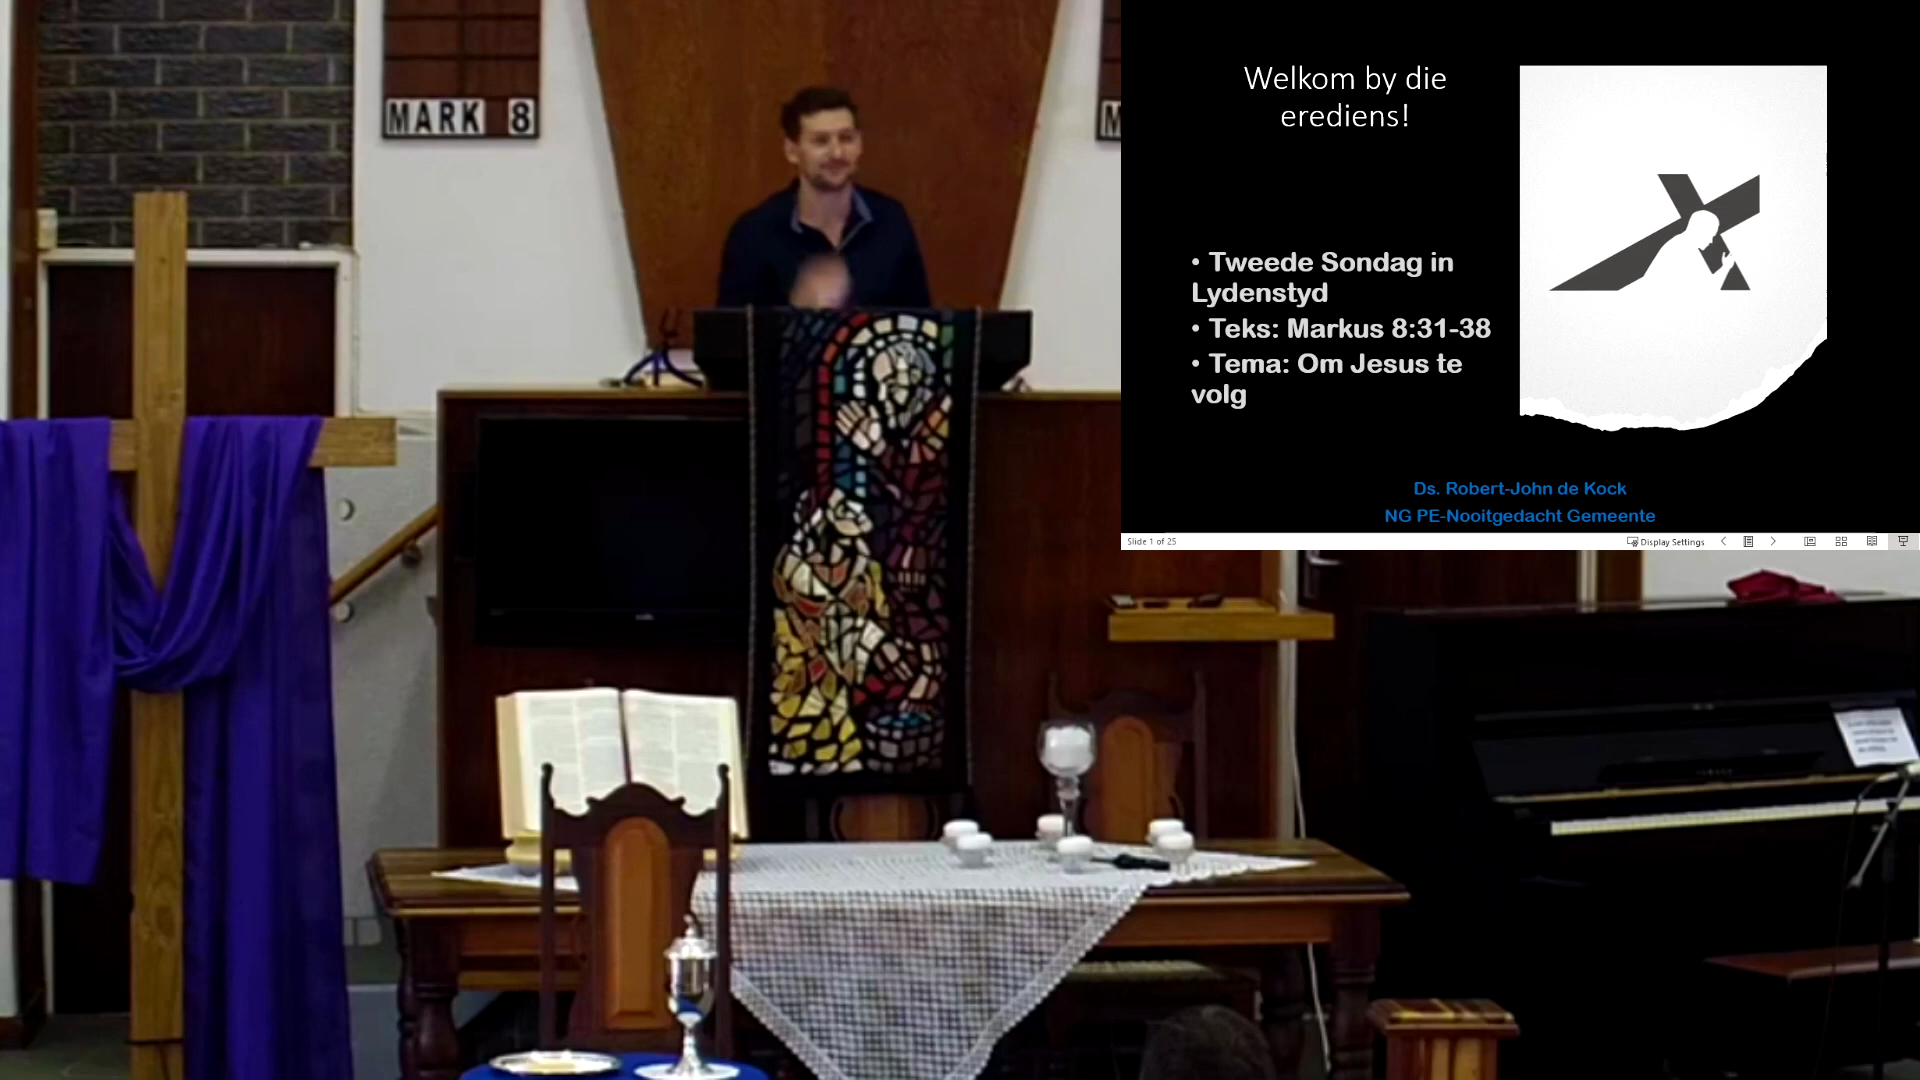 MARK 8
M
Welkom by die
erediens!
• Tweede Sondag in
Lydenstyd
• Teks: Markus 8:31-38
• Tema: Om Jesus te
volg
Ds. Robert-John de Kock
NG PE-Nooitgedacht Gemeente
Slide 1 of 25
Display Settings
YAMAHA